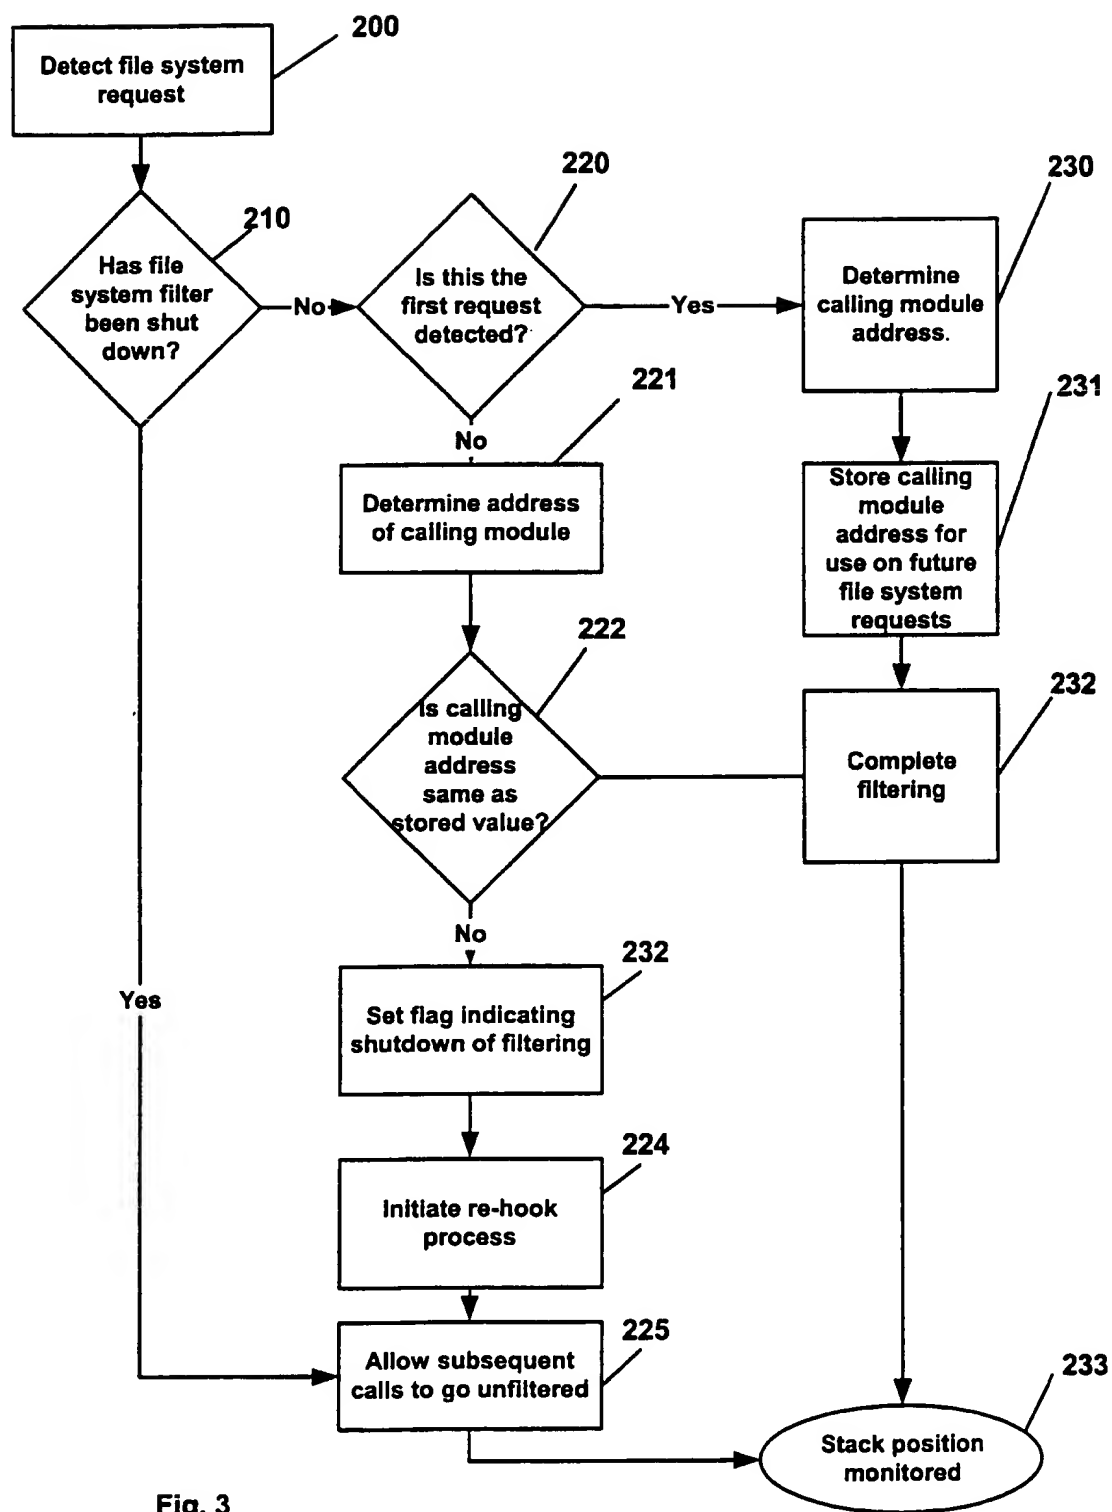 200
Detect file system
request
210
Has file
system filter
been shut
down?
No
220
Is this the
first request
detected?
Yes
230
Determine
calling module
address.
221
No
Determine address
of calling module
231
Store calling
module
address for
use on future
file system
requests
222
Is calling
module
address
same as
stored value?
232
Complete
filtering
No
232
Set flag indicating
shutdown of filtering
Yes
224
Initiate re-hook
process
225
Allow subsequent
calls to go unfiltered
233
Stack position
monitored
Fig. 3